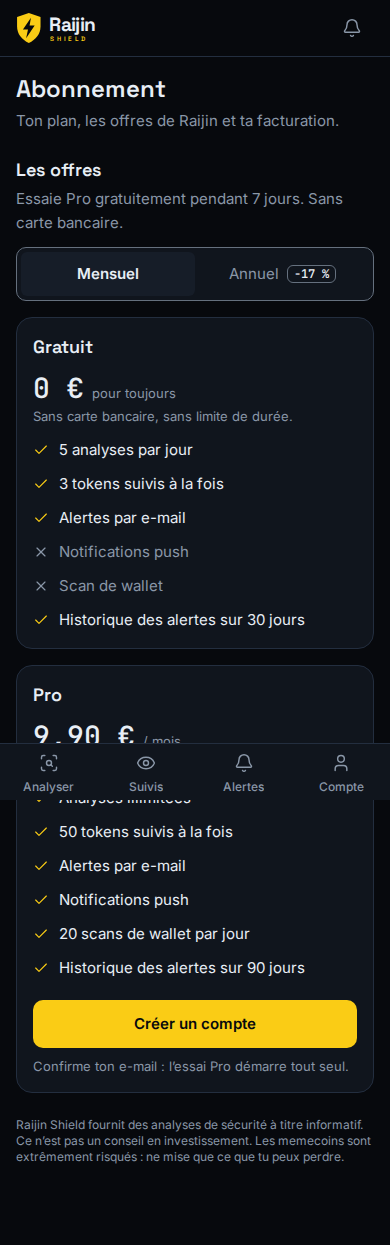 Raijin
SHIELD
Abonnement
Ton plan, les offres de Raijin et ta facturation.
Les offres
Essaie Pro gratuitement pendant 7 jours. Sans
carte bancaire.
Mensuel
Annuel -17 %
Gratuit
0 € pour toujours
Sans carte bancaire, sans limite de durée.
5 analyses par jour
3 tokens suivis à la fois
Alertes par e-mail
Notifications push
Scan de wallet
Historique des alertes sur 30 jours
Pro
9,90 € / mois
Analyser
Suivis
Alertes
Compte
Analyses illimitées
50 tokens suivis à la fois
Alertes par e-mail
Notifications push
20 scans de wallet par jour
Historique des alertes sur 90 jours
Créer un compte
Confirme ton e-mail : l’essai Pro démarre tout seul.
Raijin Shield fournit des analyses de sécurité à titre informatif.
Ce n’est pas un conseil en investissement. Les memecoins sont
extrêmement risqués : ne mise que ce que tu peux perdre.